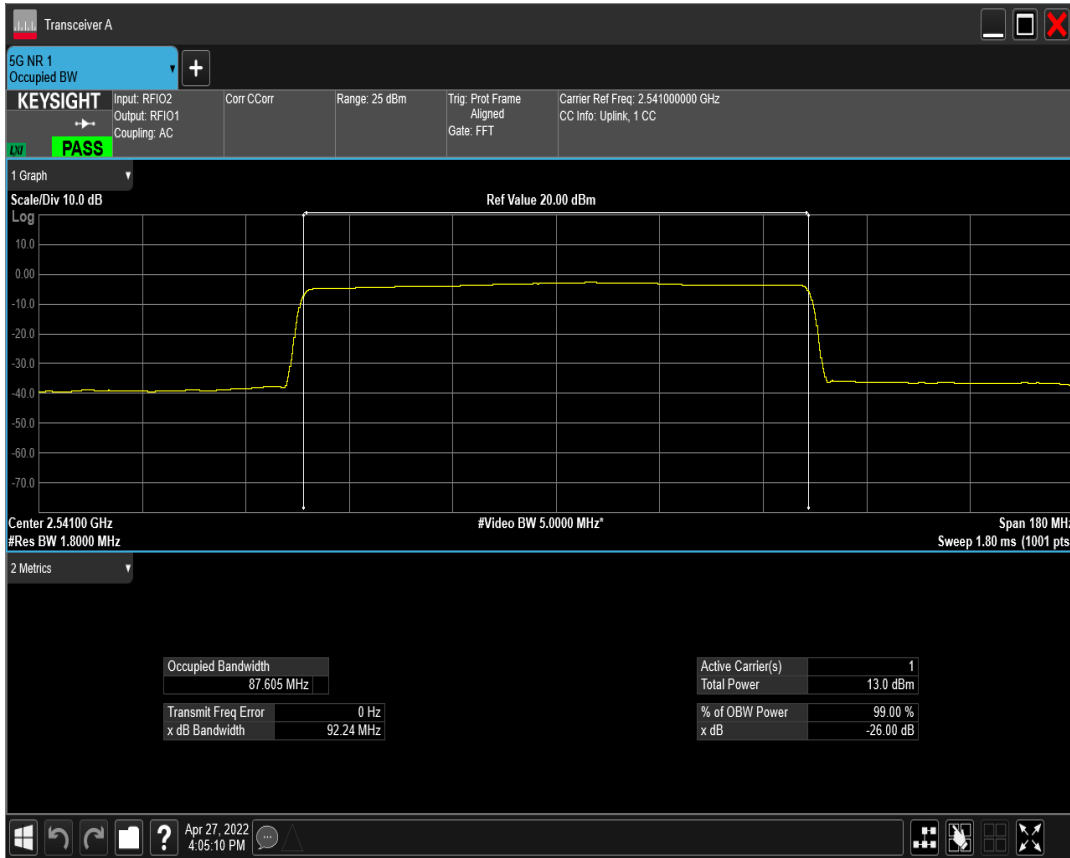 Transceiver A
5G NR 1
Occupied BW
+
KEYSIGHT
Input: RFIO2
Output: RFIO1
Coupling: AC
Corr CCorr
Range: 25 dBm
Trig: Prot Frame
Aligned
Gate: FFT
Carrier Ref Freq: 2.541000000 GHz
CC Info: Uplink, 1 CC
LXI
PASS
1 Graph
Scale/Div 10.0 dB
Ref Value 20.00 dBm
Log
10.0
0.00
-10.0
-20.0
-30.0
-40.0
-50.0
-60.0
-70.0
Center 2.54100 GHz
#Video BW 5.0000 MHz*
Span 180 MHz
#Res BW 1.8000 MHz
Sweep 1.80 ms (1001 pts
2 Metrics
Occupied Bandwidth
87.605 MHz
Transmit Freq Error 0 Hz
x dB Bandwidth 92.24 MHz
Active Carrier(s) 1
Total Power 13.0 dBm
% of OBW Power 99.00 %
x dB -26.00 dB
?
Apr 27, 2022
4:05:10 PM